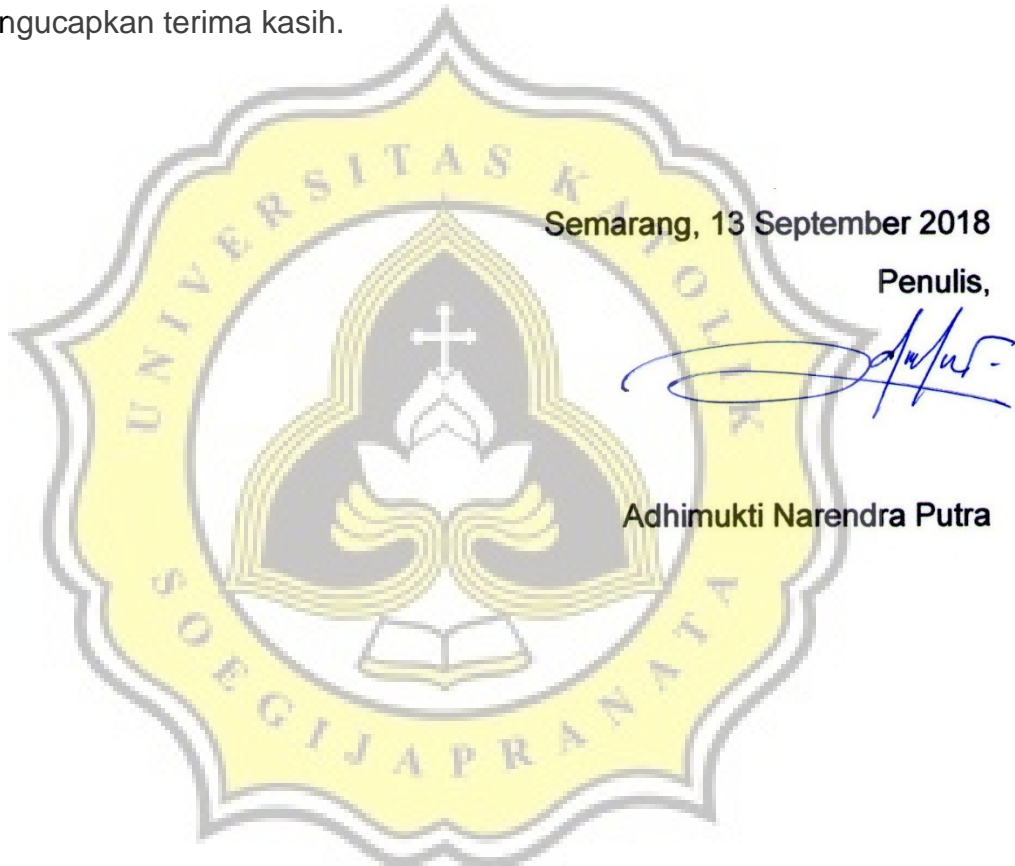 ngucapkan terima kasih.
UNIVERSITAS KATOLIK
Semarang, 13 September 2018
Penulis,
Adhimukti Narendra Putra
SOEGIJAPRANATA